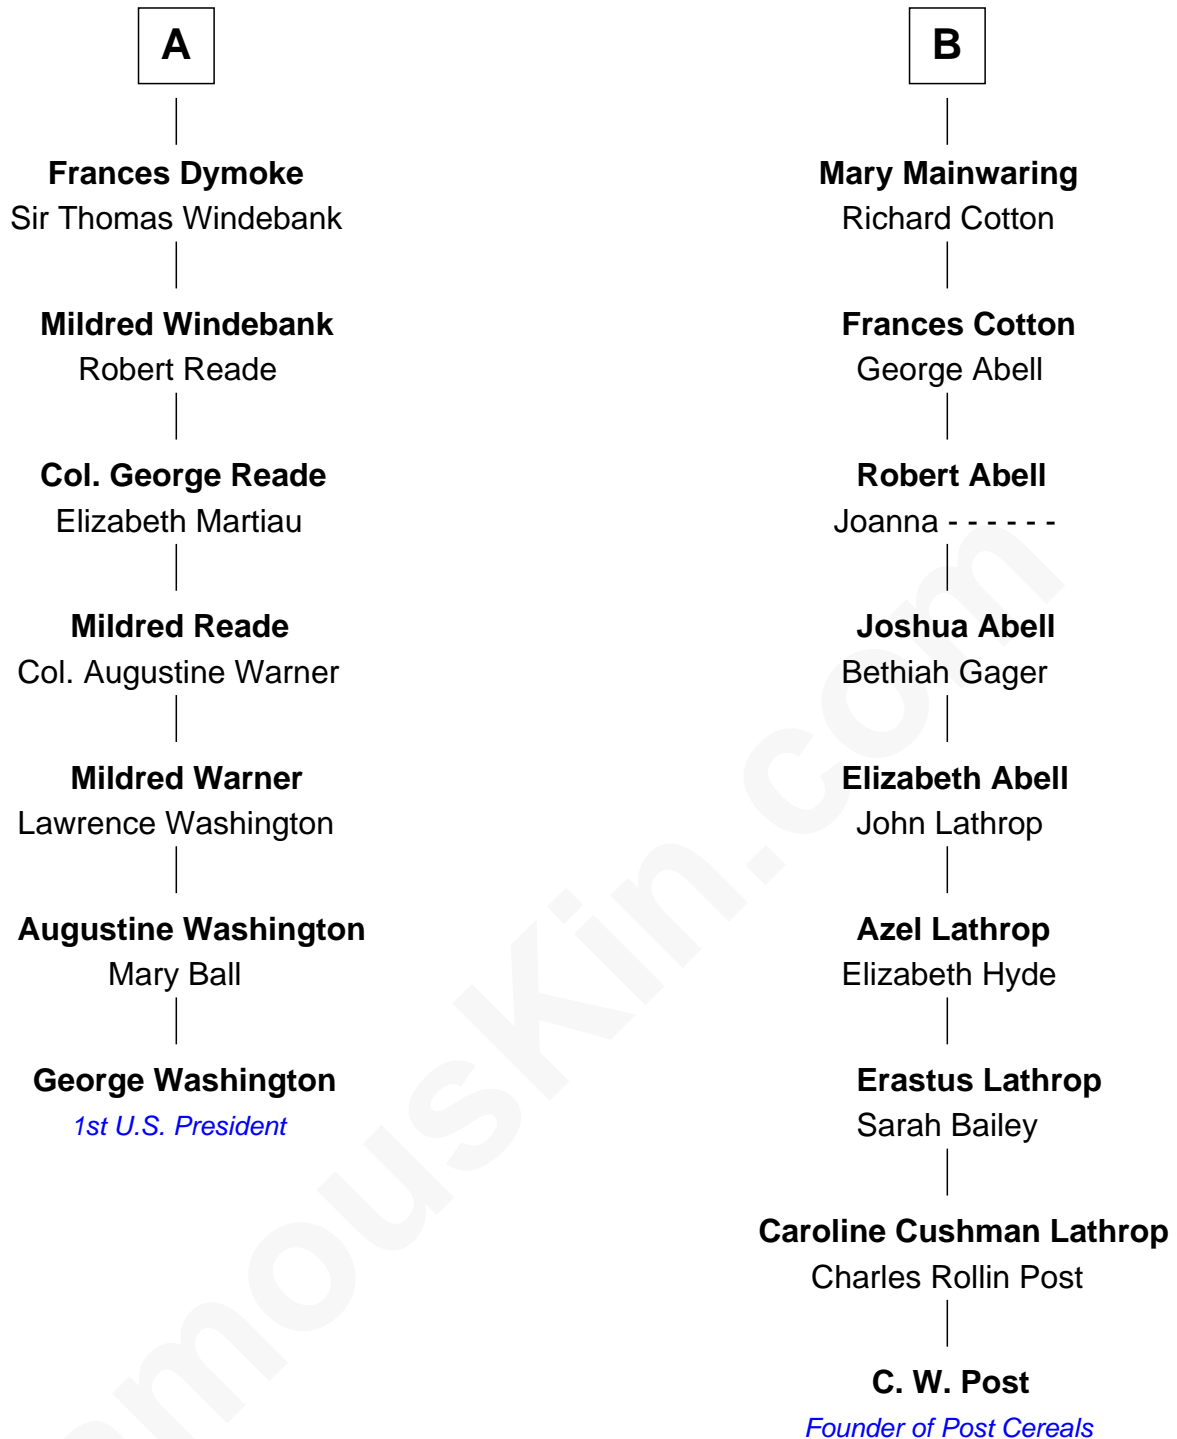 A
Frances Dymoke
Sir Thomas Windebank
Mildred Windebank
Robert Reade
Col. George Reade
Elizabeth Martiau
Mildred Reade
Col. Augustine Warner
Mildred Warner
Lawrence Washington
Augustine Washington
Mary Ball
George Washington
1st U.S. President
B
Mary Mainwaring
Richard Cotton
Frances Cotton
George Abell
Robert Abell
Joanna - - - - - -
Joshua Abell
Bethiah Gager
Elizabeth Abell
John Lathrop
Azel Lathrop
Elizabeth Hyde
Erastus Lathrop
Sarah Bailey
Caroline Cushman Lathrop
Charles Rollin Post
C. W. Post
Founder of Post Cereals
amouskin.com